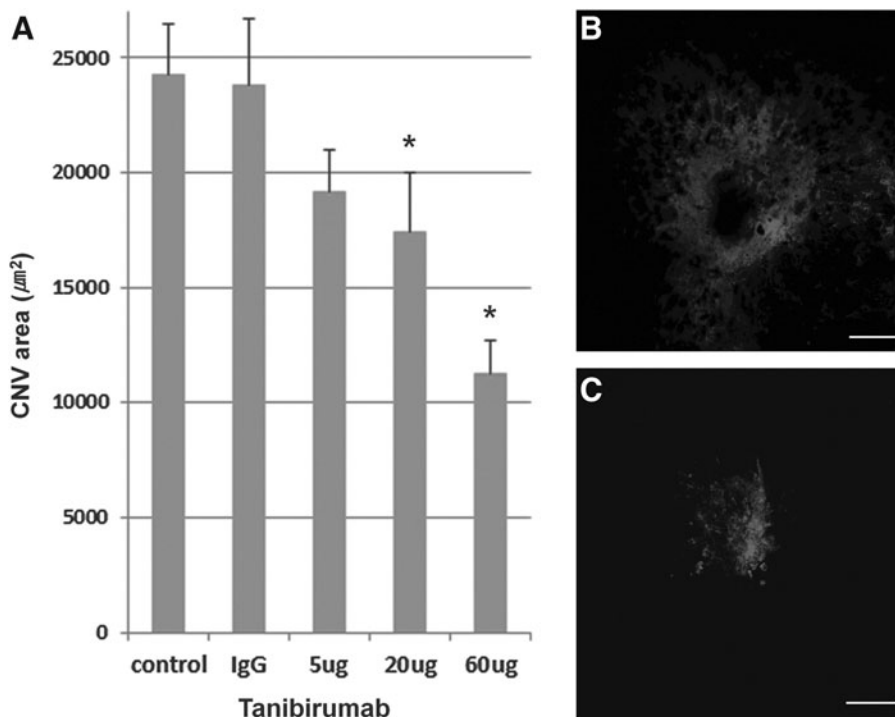 A
CNV area (㎛²)
25000
20000
15000
10000
5000
0
*
*
control IgG 5ug 20ug 60ug
Tanibirumab
B
C